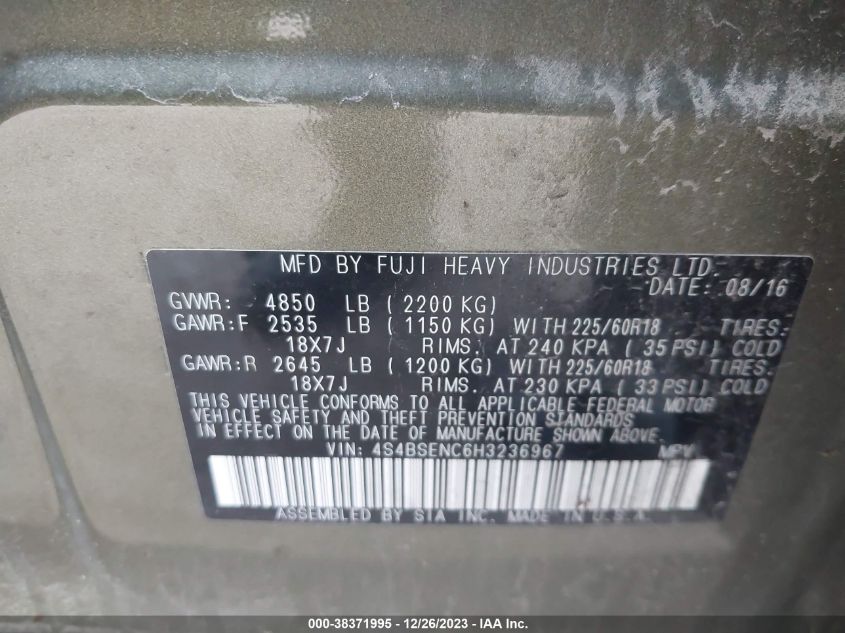 MFD BY FUJI HEAVY INDUSTRIES LTD.
DATE: 08/16
GVWR: 4850 LB ( 2200 KG)
GAWR:F 2535 LB ( 1150 KG) WITH 225/60R18 TIRES:
18X7J RIMS. AT 240 KPA ( 35 PSI) COLD
GAWR:R 2645 LB ( 1200 KG) WITH 225/60R18 TIRES:
18X7J RIMS. AT 230 KPA ( 33 PSI) COLD
THIS VEHICLE CONFORMS TO ALL APPLICABLE FEDERAL MOTOR
VEHICLE SAFETY AND THEFT PREVENTION STANDARDS
IN EFFECT ON THE DATE OF MANUFACTURE SHOWN ABOVE.
VIN: 4S4BSENC6H3236967 MPV
ASSEMBLED BY SIA INC. MADE IN U.S.A.
000-38371995 - 12/26/2023 - IAA Inc.